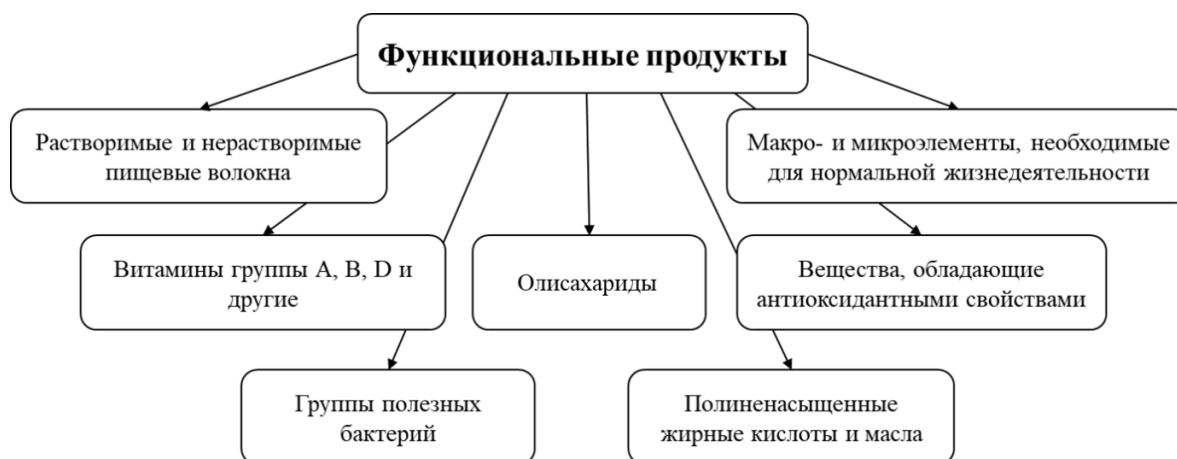 Функциональные продукты
Растворимые и нерастворимые
пищевые волокна
Макро- и микроэлементы, необходимые
для нормальной жизнедеятельности
Витамины группы А, В, D и
другие
Олисахариды
Вещества, обладающие
антиоксидантными свойствами
Группы полезных
бактерий
Полиненасыщенные
жирные кислоты и масла